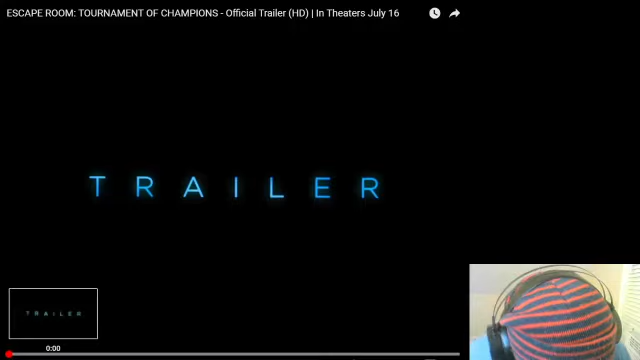 ESCAPE ROOM: TOURNAMENT OF CHAMPIONS - Official Trailer (HD) | In Theaters July 16
TRAILER
TRAILER
0:00